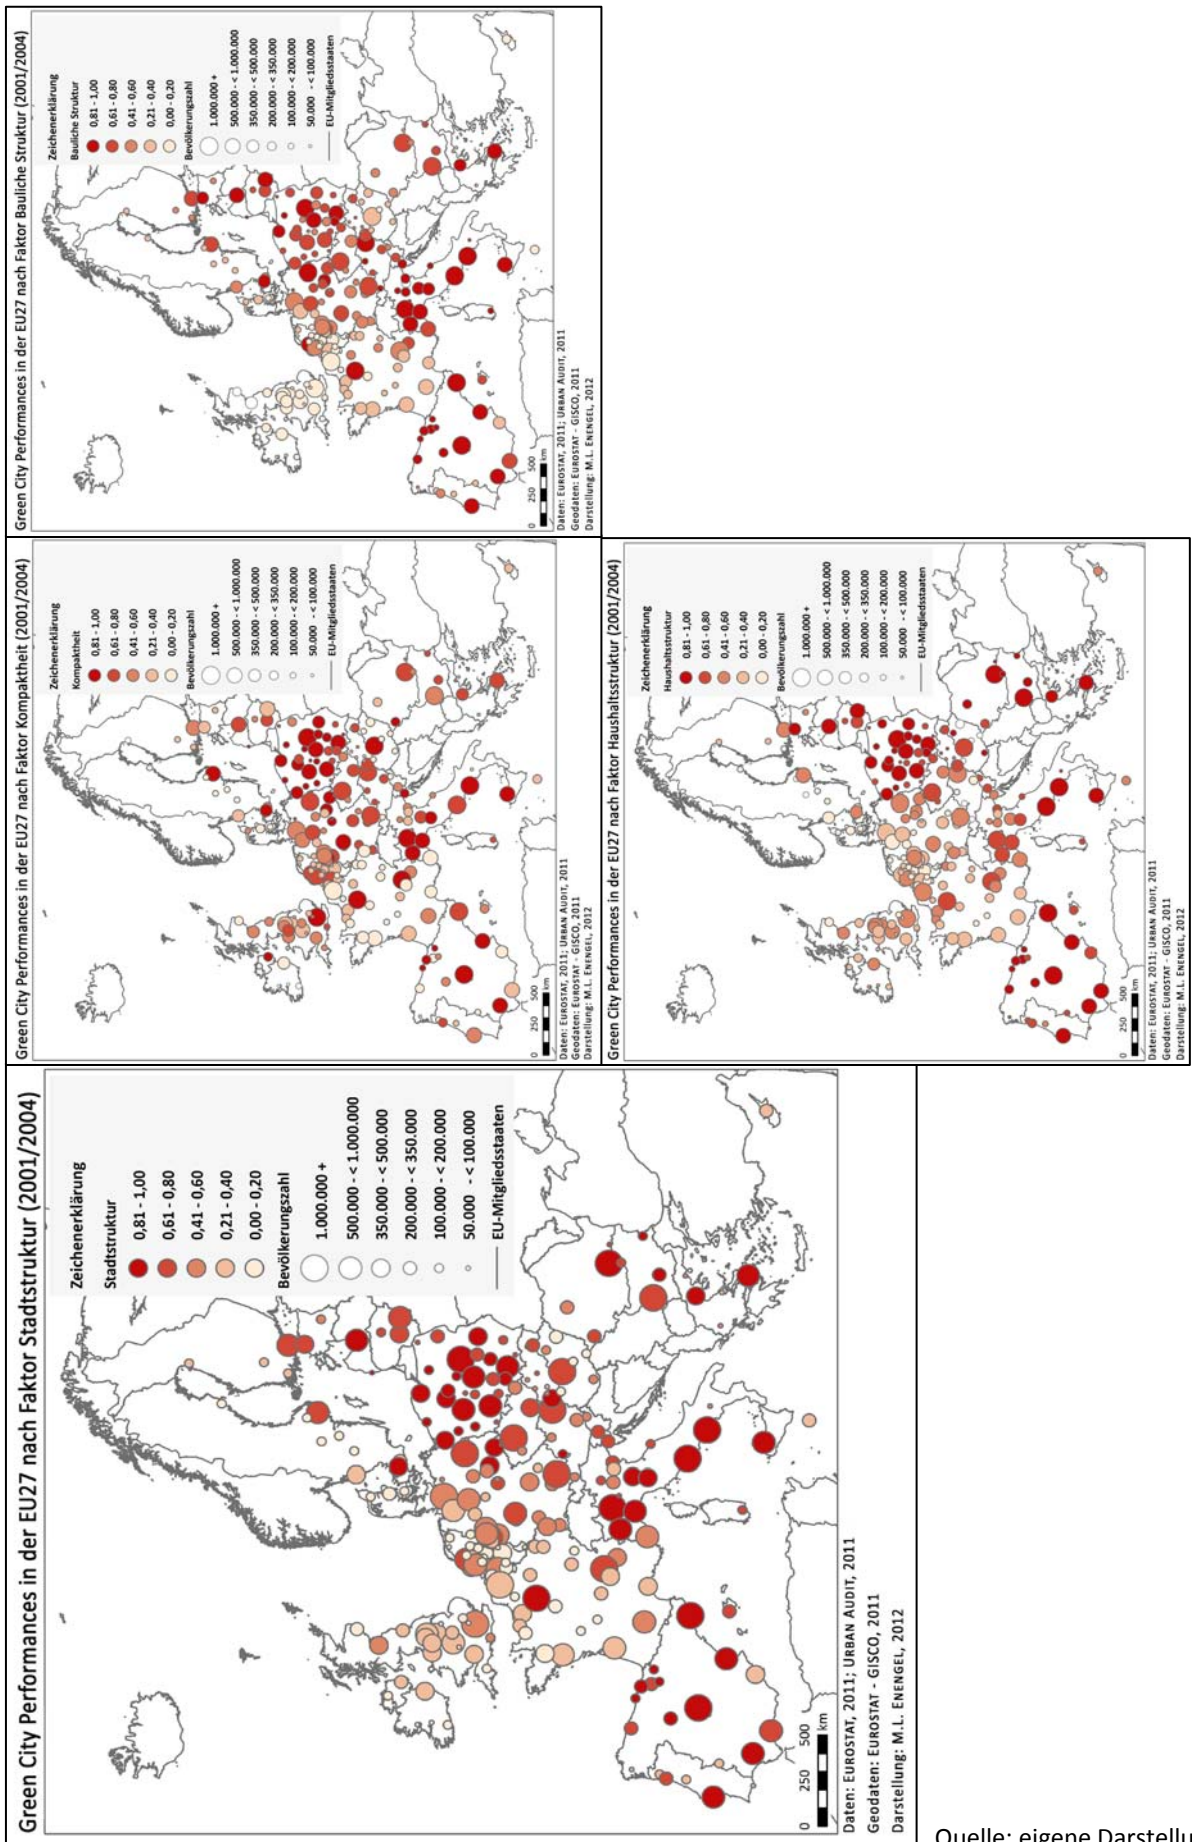 Green City Performances in der EU27 nach Faktor Bauliche Struktur (2001/2004)
Zeichenerklärung
Bauliche Struktur
0,81 - 1,00
0,61 - 0,80
0,41 - 0,60
0,21 - 0,40
0,00 - 0,20
Bevölkerungszahl
1.000.000 +
500.000 - < 1.000.000
350.000 - < 500.000
200.000 - < 350.000
100.000 - < 200.000
50.000 - < 100.000
EU-Mitgliedsstaaten
0 250 500
km
Daten: EUROSTAT, 2011; URBAN AUDIT, 2011
Geodaten: EUROSTAT - GISCO, 2011
Darstellung: M.L. ENENGEL, 2012
Green City Performances in der EU27 nach Faktor Kompaktheit (2001/2004)
Zeichenerklärung
Kompaktheit
0,81 - 1,00
0,61 - 0,80
0,41 - 0,60
0,21 - 0,40
0,00 - 0,20
Bevölkerungszahl
1.000.000 +
500.000 - < 1.000.000
350.000 - < 500.000
200.000 - < 350.000
100.000 - < 200.000
50.000 - < 100.000
EU-Mitgliedsstaaten
0 250 500
km
Daten: EUROSTAT, 2011; URBAN AUDIT, 2011
Geodaten: EUROSTAT - GISCO, 2011
Darstellung: M.L. ENENGEL, 2012
Green City Performances in der EU27 nach Faktor Haushaltsstruktur (2001/2004)
Zeichenerklärung
Haushaltsstruktur
0,81 - 1,00
0,61 - 0,80
0,41 - 0,60
0,21 - 0,40
0,00 - 0,20
Bevölkerungszahl
1.000.000 +
500.000 - < 1.000.000
350.000 - < 500.000
200.000 - < 350.000
100.000 - < 200.000
50.000 - < 100.000
EU-Mitgliedsstaaten
0 250 500
km
Daten: EUROSTAT, 2011; URBAN AUDIT, 2011
Geodaten: EUROSTAT - GISCO, 2011
Darstellung: M.L. ENENGEL, 2012
Green City Performances in der EU27 nach Faktor Stadtstruktur (2001/2004)
Zeichenerklärung
Stadtstruktur
0,81 - 1,00
0,61 - 0,80
0,41 - 0,60
0,21 - 0,40
0,00 - 0,20
Bevölkerungszahl
1.000.000 +
500.000 - < 1.000.000
350.000 - < 500.000
200.000 - < 350.000
100.000 - < 200.000
50.000 - < 100.000
EU-Mitgliedsstaaten
0 250 500
km
Daten: EUROSTAT, 2011; URBAN AUDIT, 2011
Geodaten: EUROSTAT - GISCO, 2011
Darstellung: M.L. ENENGEL, 2012
Quelle: eigene